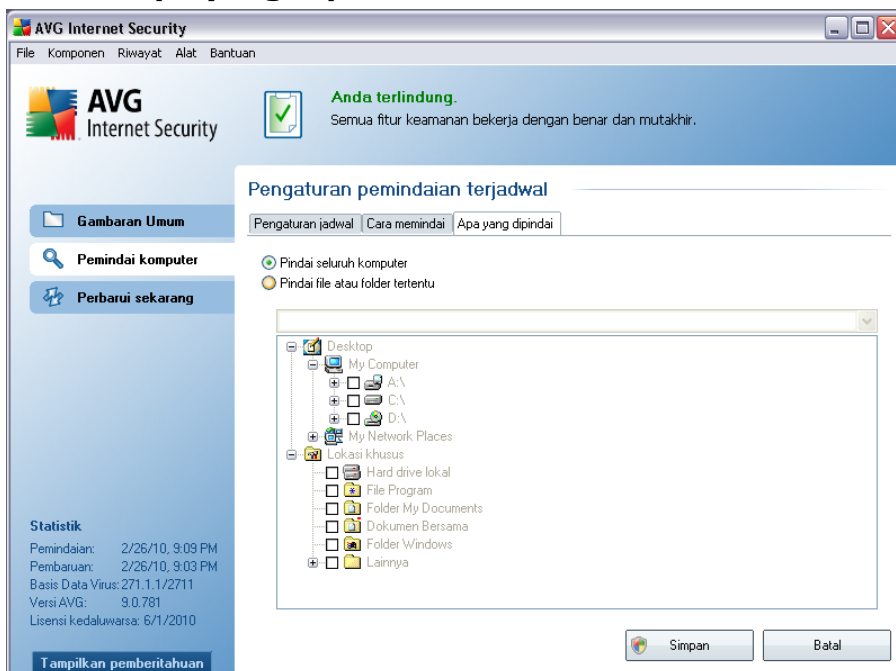 AVG Internet Security
File Komponen Riwayat Alat Bantuan
AVG
Internet Security
Anda terlindung.
Semua fitur keamanan bekerja dengan benar dan mutakhir.
Gambaran Umum
Pemindai komputer
Perbarui sekarang
Pengaturan pemindaian terjadwal
Pengaturan jadwal Cara memindai Apa yang dipindai
Pindai seluruh komputer
Pindai file atau folder tertentu
Desktop
My Computer
A:\
C:\
D:\
My Network Places
Lokasi khusus
Hard drive lokal
File Program
Folder My Documents
Dokumen Bersama
Folder Windows
Lainnya
Statistik
Pemindaian: 2/26/10, 9:09 PM
Pembaruan: 2/26/10, 9:03 PM
Basis Data Virus: 271.1.1/2711
Versi AVG: 9.0.781
Lisensi kedaluwarsa: 6/1/2010
Tampilkan pemberitahuan
Simpan Batal